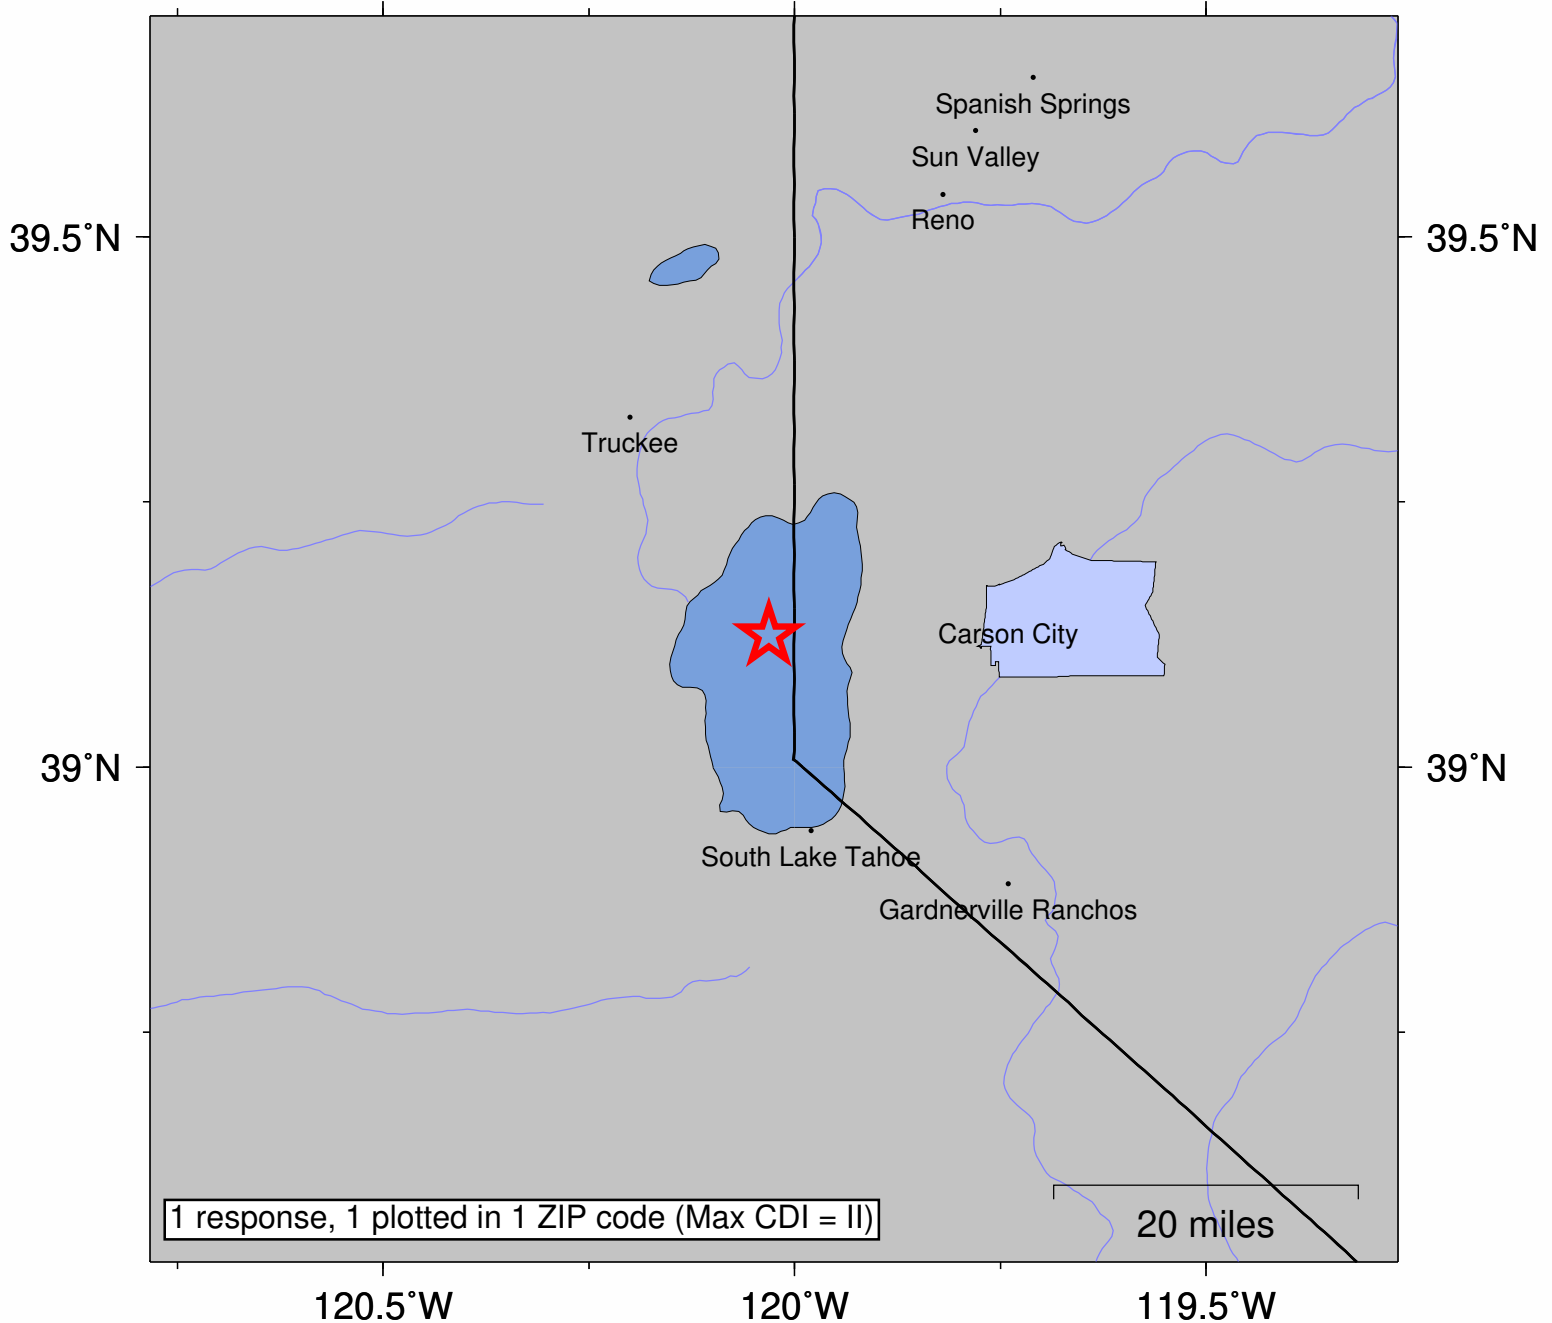 Spanish Springs
Sun Valley
Reno
39.5˚N
39.5˚N
Truckee
Carson City
39˚N
39˚N
South Lake Tahoe
Gardnerville Ranchos
1 response, 1 plotted in 1 ZIP code (Max CDI = II)
20 miles
120.5˚W
120˚W
119.5˚W